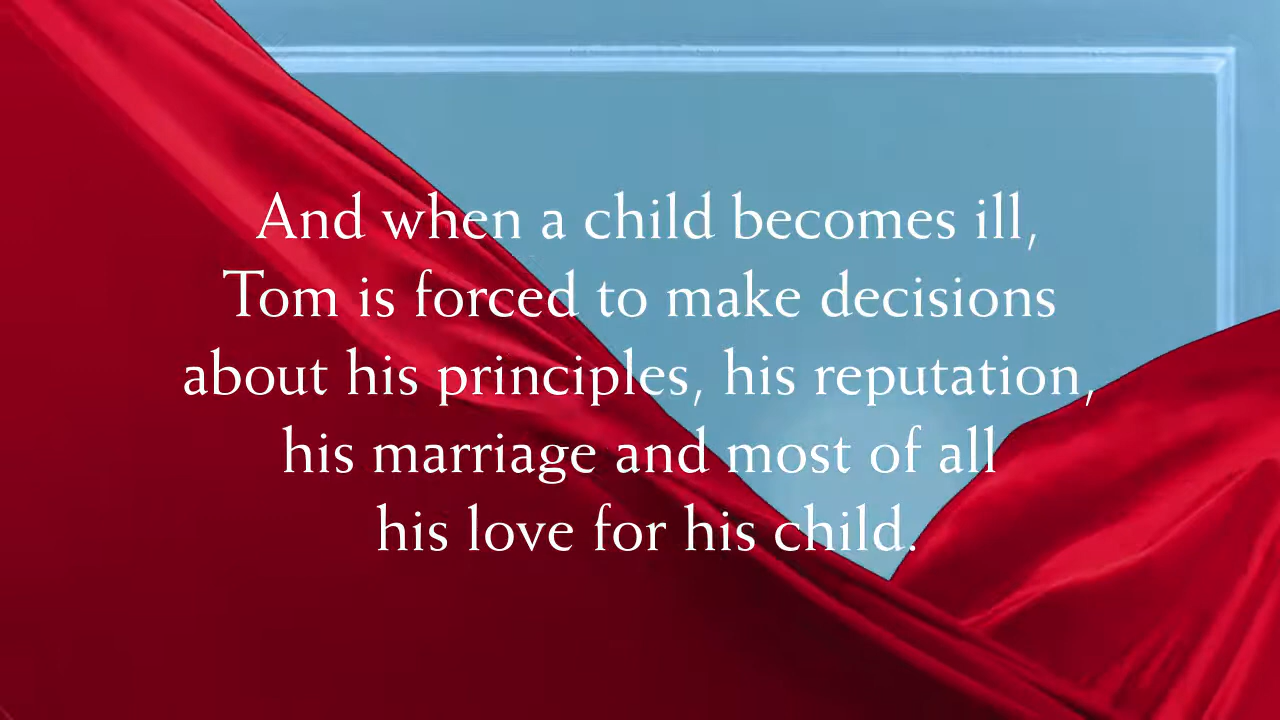 And when a child becomes ill,
Tom is forced to make decisions
about his principles, his reputation,
his marriage and most of all
his love for his child.